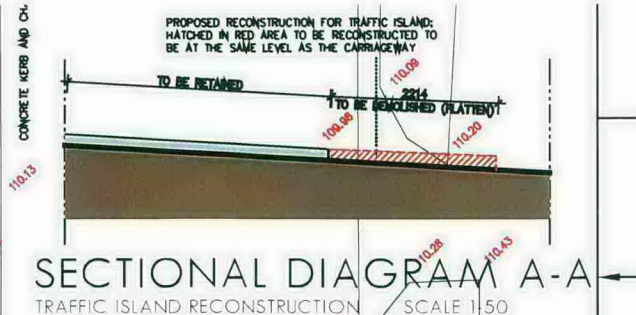 PROPOSED RECONSTRUCTION FOR TRAFFIC ISLAND;
HATCHED IN RED AREA TO BE RECONSTRUCTED TO
BE AT THE SAME LEVEL AS THE CARRIAGEWAY
CONCRETE KERB AND CH.
110.09
TO BE RETAINED
2214
TO BE DEMOLISHED (FLATTEN)
109.98
110.20
110.13
110.28
110.43
SECTIONAL DIAGRAM A-A
TRAFFIC ISLAND RECONSTRUCTION SCALE 1:50